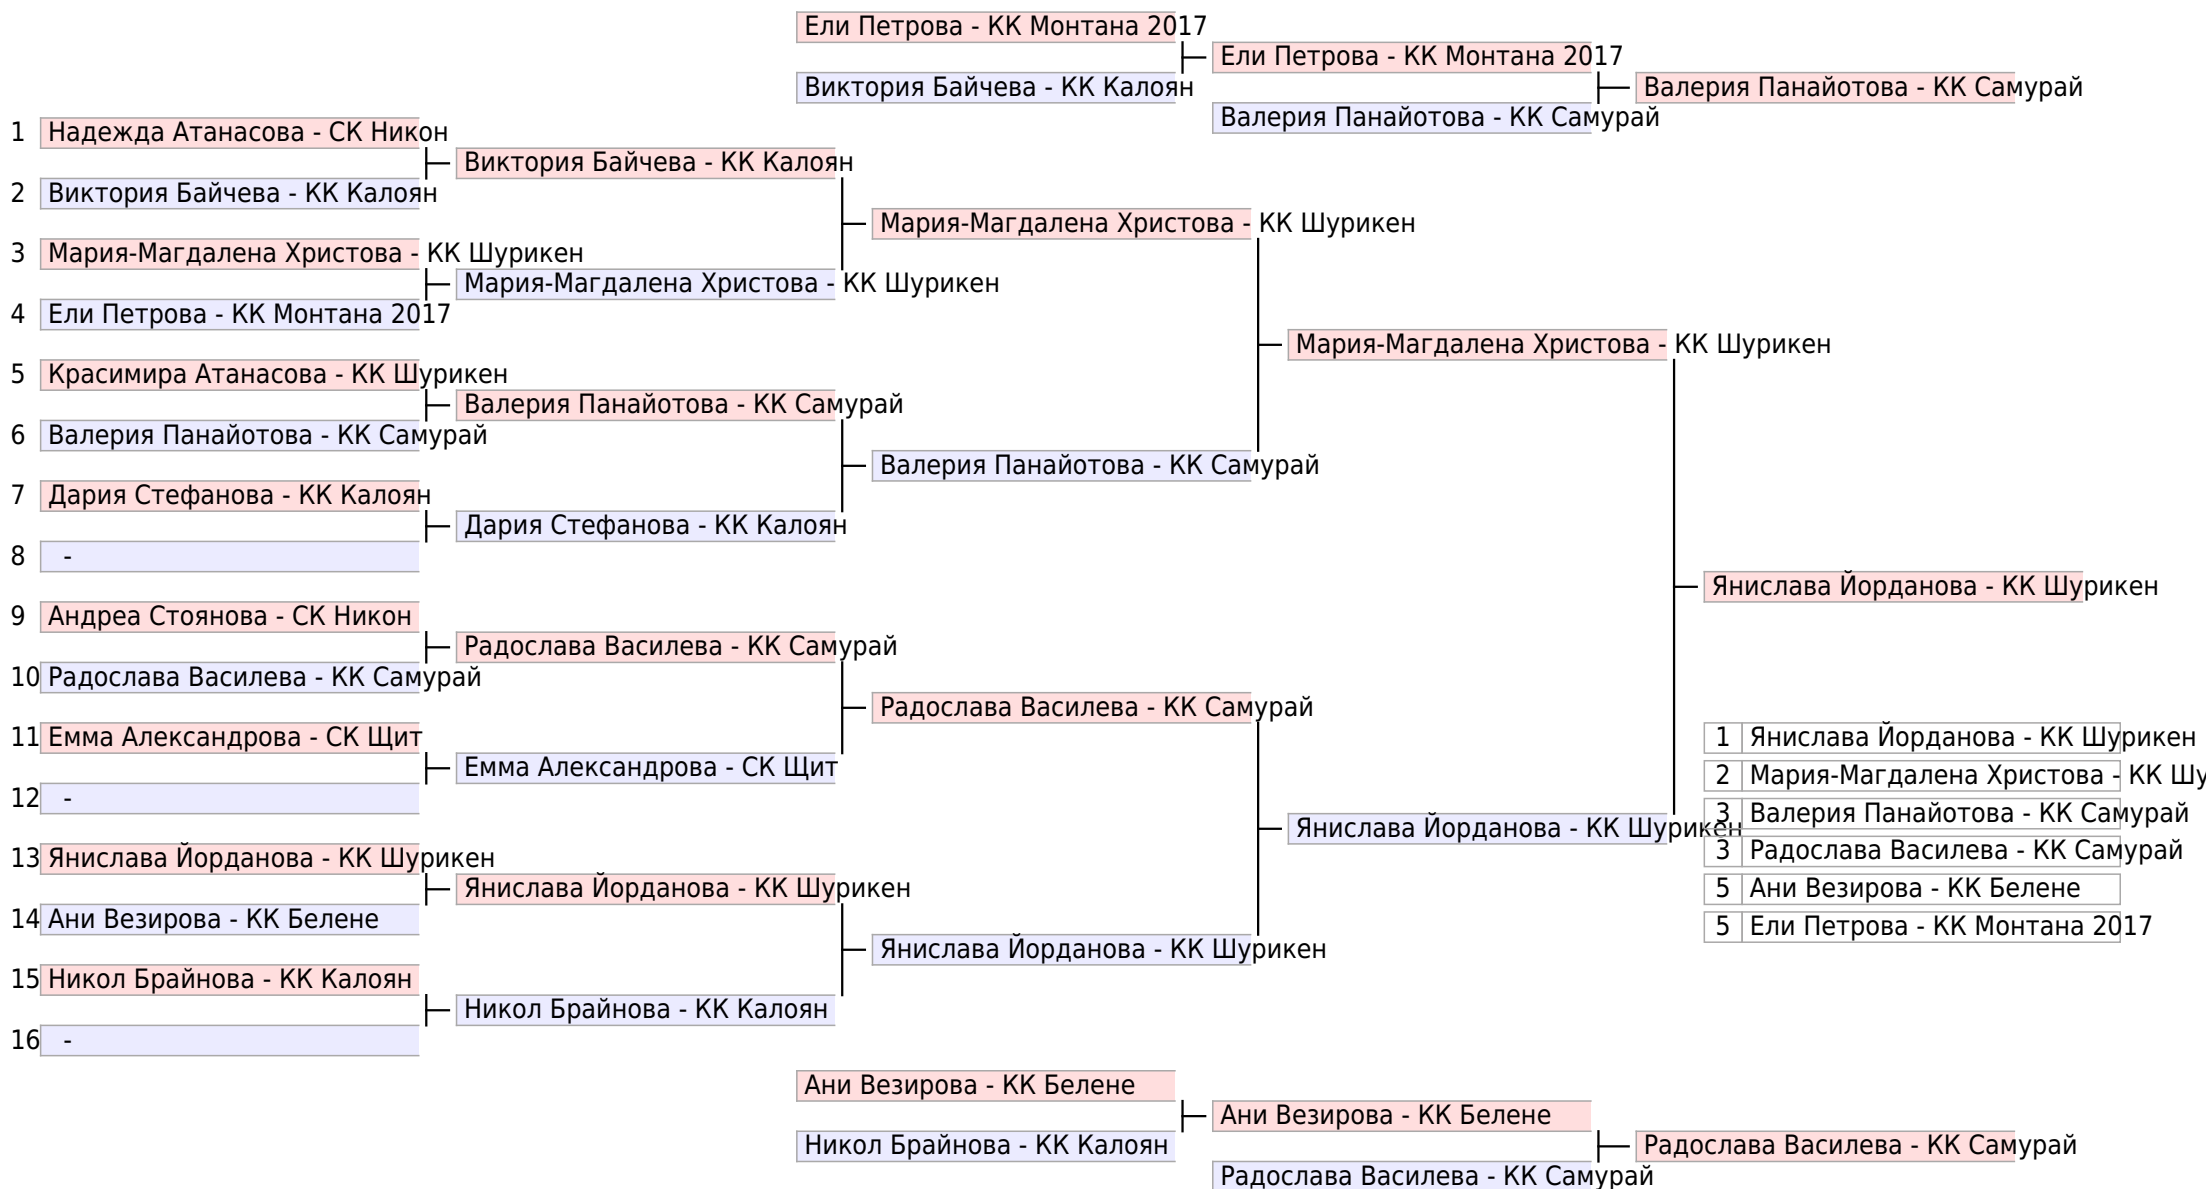 Ели Петрова - КК Монтана 2017
Ели Петрова - КК Монтана 2017
Виктория Байчева - КК Калоян
Валерия Панайотова - КК Самурай
Валерия Панайотова - КК Самурай
1 Надежда Атанасова - СК Никон
Виктория Байчева - КК Калоян
2 Виктория Байчева - КК Калоян
Мария-Магдалена Христова - КК Шурикен
3 Мария-Магдалена Христова - КК Шурикен
Мария-Магдалена Христова - КК Шурикен
4 Ели Петрова - КК Монтана 2017
Мария-Магдалена Христова - КК Шурикен
5 Красимира Атанасова - КК Шурикен
Валерия Панайотова - КК Самурай
6 Валерия Панайотова - КК Самурай
Валерия Панайотова - КК Самурай
7 Дария Стефанова - КК Калоян
Дария Стефанова - КК Калоян
8 -
Янислава Йорданова - КК Шурикен
9 Андреа Стоянова - СК Никон
Радослава Василева - КК Самурай
10 Радослава Василева - КК Самурай
Радослава Василева - КК Самурай
11 Емма Александрова - СК Щит
Емма Александрова - СК Щит
12 -
Янислава Йорданова - КК Шурикен
13 Янислава Йорданова - КК Шурикен
Янислава Йорданова - КК Шурикен
14 Ани Везирова - КК Белене
Янислава Йорданова - КК Шурикен
15 Никол Брайнова - КК Калоян
Никол Брайнова - КК Калоян
16 -
1 Янислава Йорданова - КК Шурикен
2 Мария-Магдалена Христова - КК Шу
3 Валерия Панайотова - КК Самурай
3 Радослава Василева - КК Самурай
5 Ани Везирова - КК Белене
5 Ели Петрова - КК Монтана 2017
Ани Везирова - КК Белене
Ани Везирова - КК Белене
Никол Брайнова - КК Калоян
Радослава Василева - КК Самурай
Радослава Василева - КК Самурай